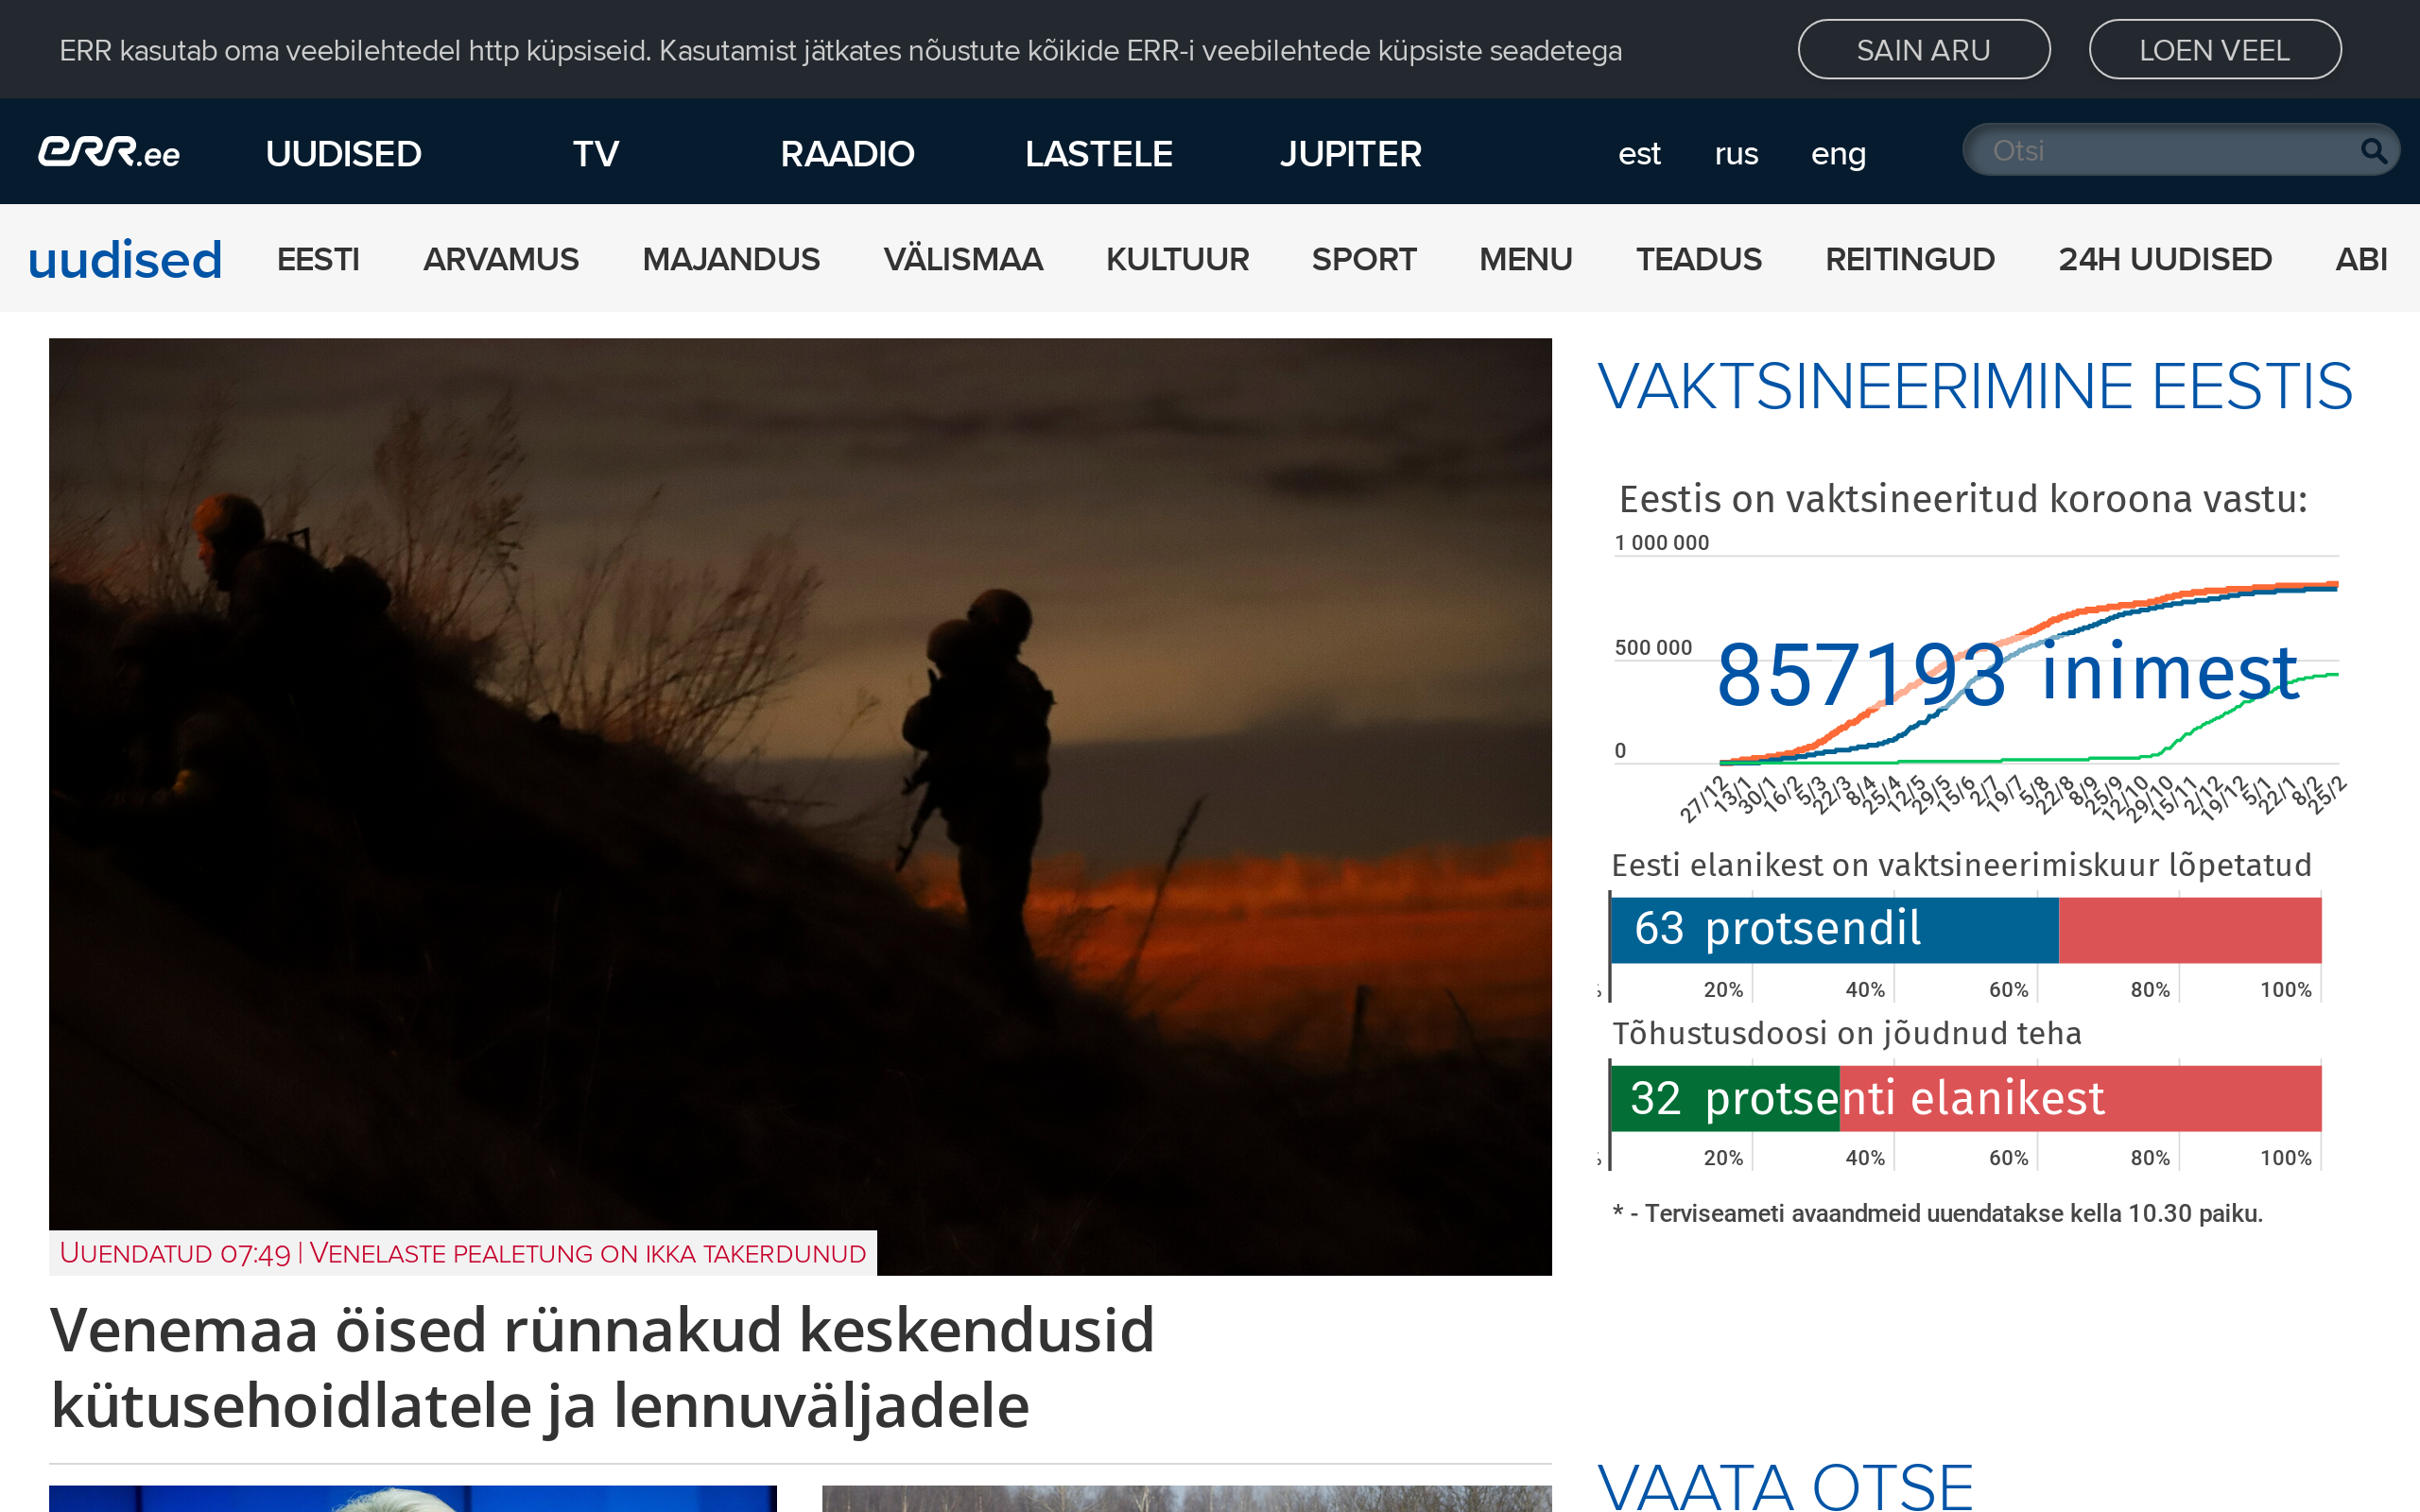 ERR kasutab oma veebilehtedel http küpsiseid. Kasutamist jätkates nõustute kõikide ERR-i veebilehtede küpsiste seadetega
SAIN ARU
LOEN VEEL
err.ee
UUDISED
TV
RAADIO
LASTELE
JUPITER
est
rus
eng
Otsi
uudised
EESTI
ARVAMUS
MAJANDUS
VÄLISMAA
KULTUUR
SPORT
MENU
TEADUS
REITINGUD
24H UUDISED
ABI
UUENDATUD 07:49 | VENELASTE PEALETUNG ON IKKA TAKERDUNUD
Venemaa öised rünnakud keskendusid
kütusehoidlatele ja lennuväljadele
VAKTSINEERIMINE EESTIS
Eestis on vaktsineeritud koroona vastu:
1 000 000
500 000
0
857193 inimest
27/12 13/1 30/1 16/2 5/3 22/3 8/4 25/4 12/5 29/5 15/6 2/7 19/7 5/8 22/8 8/9 25/9 12/10 29/10 15/11 2/12 19/12 5/1 22/1 8/2 25/2
Eesti elanikest on vaktsineerimiskuur lõpetatud
63 protsendil
20% 40% 60% 80% 100%
Tõhustusdoosi on jõudnud teha
32 protsenti elanikest
20% 40% 60% 80% 100%
* - Terviseameti avaandmeid uuendatakse kella 10.30 paiku.
VAATA OTSE